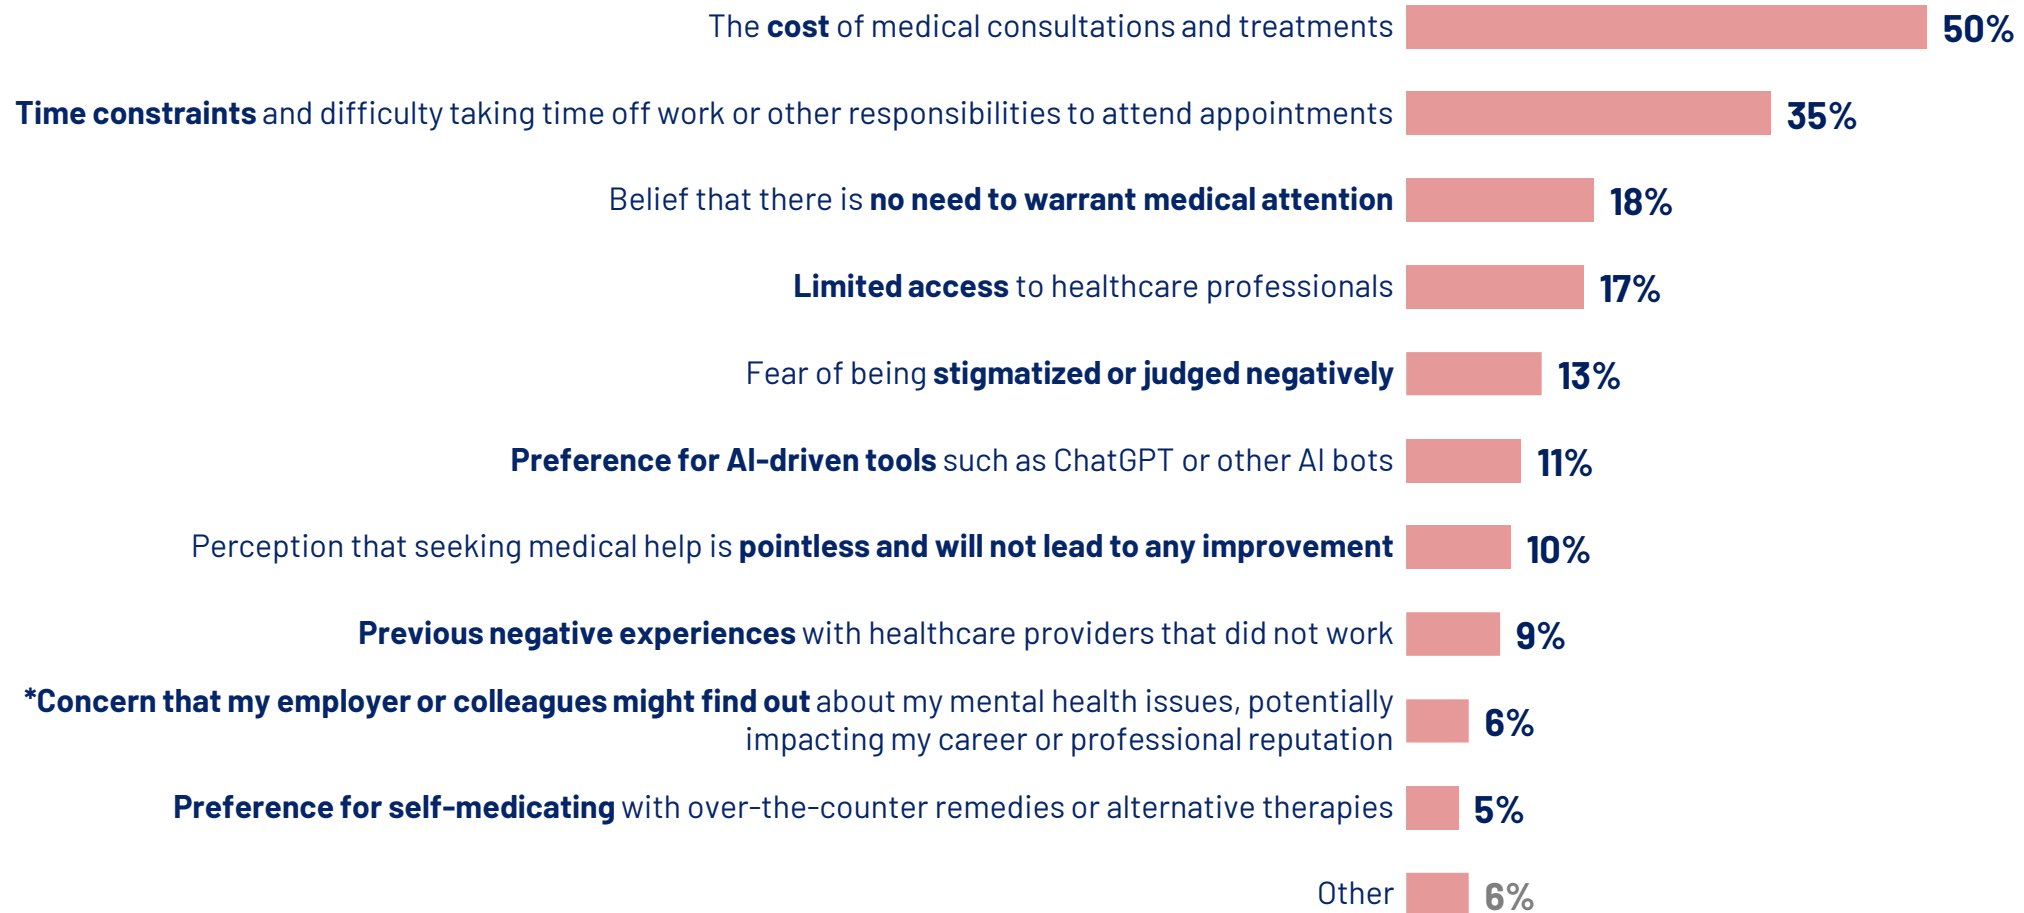 The cost of medical consultations and treatments 50%
Time constraints and difficulty taking time off work or other responsibilities to attend appointments 35%
Belief that there is no need to warrant medical attention 18%
Limited access to healthcare professionals 17%
Fear of being stigmatized or judged negatively 13%
Preference for AI-driven tools such as ChatGPT or other AI bots 11%
Perception that seeking medical help is pointless and will not lead to any improvement 10%
Previous negative experiences with healthcare providers that did not work 9%
*Concern that my employer or colleagues might find out about my mental health issues, potentially
impacting my career or professional reputation 6%
Preference for self-medicating with over-the-counter remedies or alternative therapies 5%
Other 6%